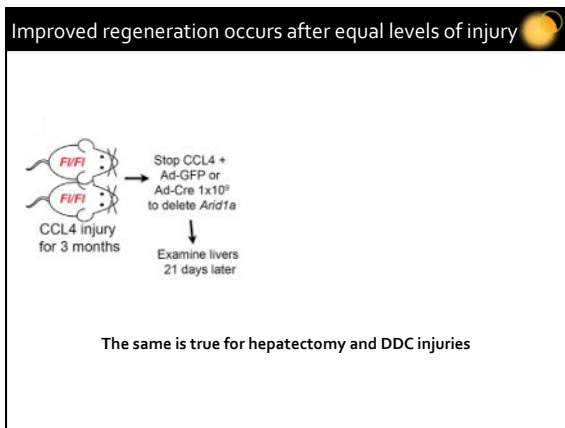 Improved regeneration occurs after equal levels of injury
Fl/Fl
Fl/Fl
CCL4 injury
for 3 months
Stop CCL4 +
Ad-GFP or
Ad-Cre 1x10⁹
to delete Arid1a
Examine livers
21 days later
The same is true for hepatectomy and DDC injuries